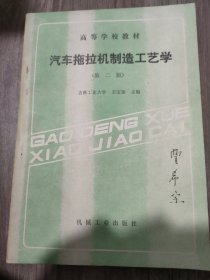 高等学校教材
汽车拖拉机制造工艺学
（第二版）
吉林工业大学 王宝玺 主编
GAO DENG XUE
XIAO JIAO CAI
机械工业出版社